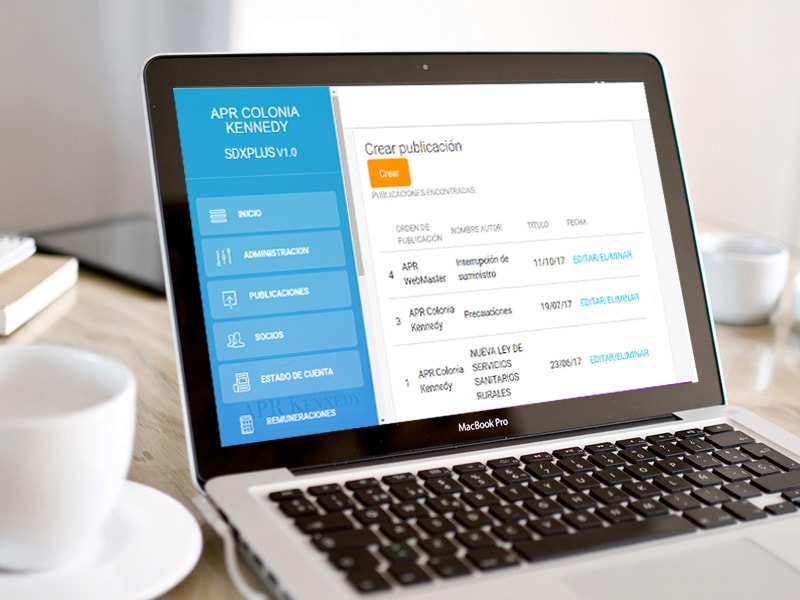 APR COLONIA
KENNEDY
SDXPLUS V1.0
INICIO
ADMINISTRACION
PUBLICACIONES
SOCIOS
ESTADO DE CUENTA
APR KENNEDY
REMUNERACIONES
Crear publicación
Crear
PUBLICACIONES ENCONTRADAS:
ORDEN DE PUBLICACIÓN NOMBRE AUTOR TITULO FECHA
4 APR WebMaster Interrupción de suministro 11/10/17 EDITAR/ELIMINAR
3 APR Colonia Kennedy Precauciones 19/07/17 EDITAR/ELIMINAR
1 APR Colonia Kennedy NUEVA LEY DE SERVICIOS SANITARIOS RURALES 23/06/17 EDITAR/ELIMINAR
MacBook Pro